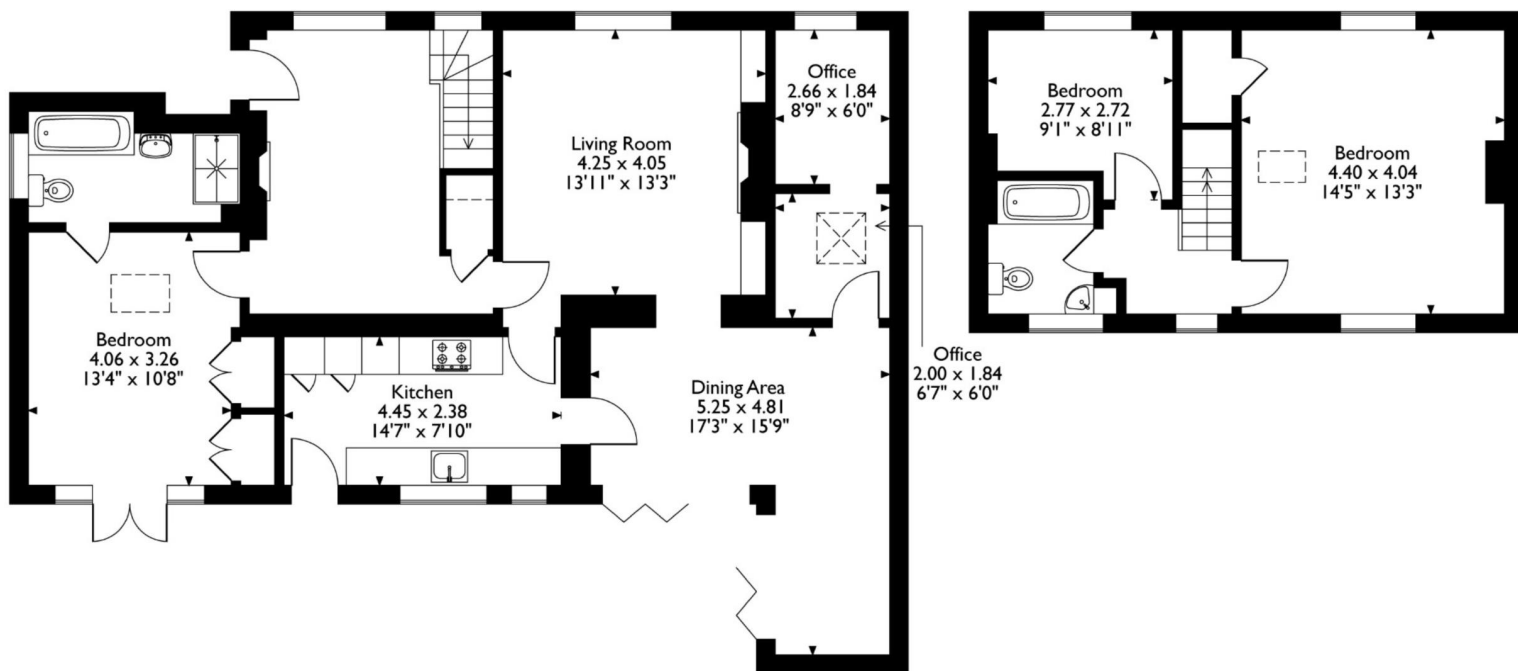 Office
2.66 x 1.84
8'9" x 6'0"
Living Room
4.25 x 4.05
13'11" x 13'3"
Bedroom
4.06 x 3.26
13'4" x 10'8"
Kitchen
4.45 x 2.38
14'7" x 7'10"
Dining Area
5.25 x 4.81
17'3" x 15'9"
Office
2.00 x 1.84
6'7" x 6'0"
Bedroom
2.77 x 2.72
9'1" x 8'11"
Bedroom
4.40 x 4.04
14'5" x 13'3"